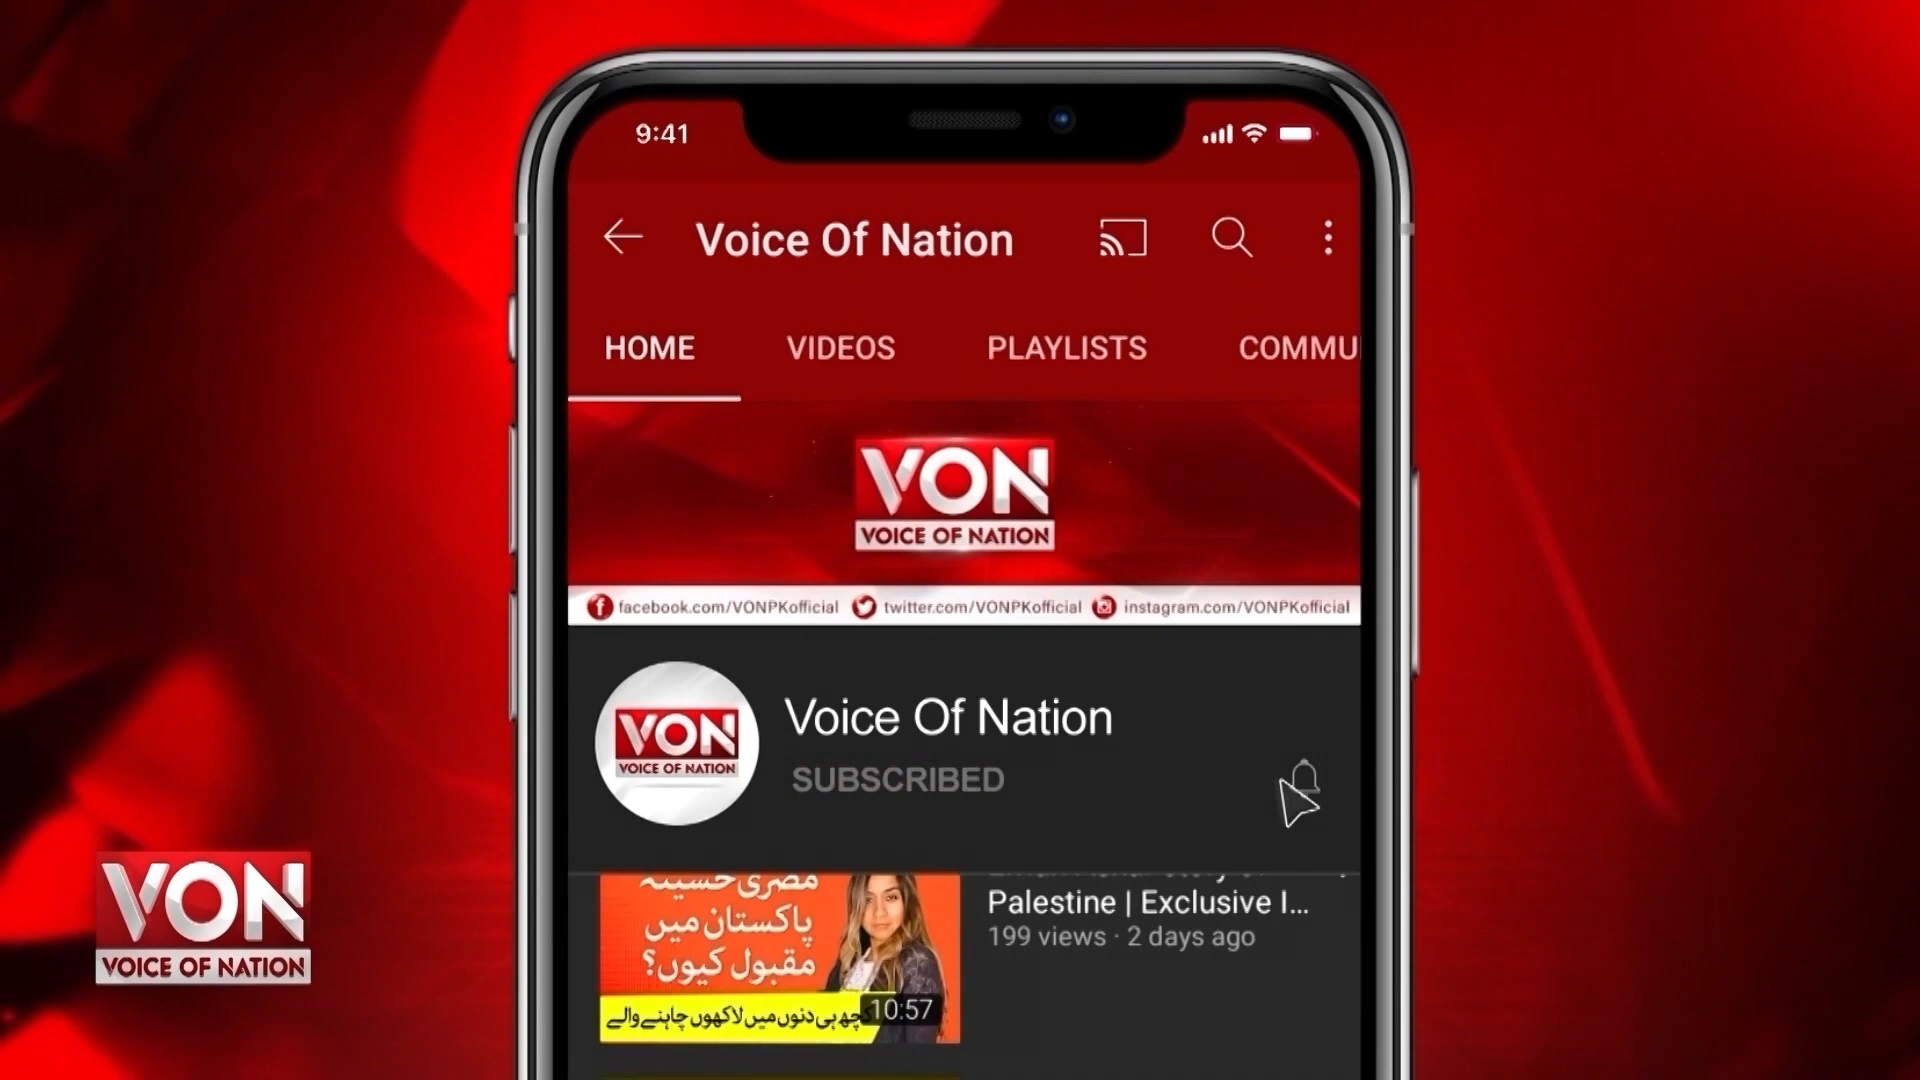 9:41
Voice Of Nation
HOME VIDEOS PLAYLISTS COMMU
VON
VOICE OF NATION
facebook.com/VONPKofficial twitter.com/VONPKofficial instagram.com/VONPKofficial
VON
VOICE OF NATION
Voice Of Nation
SUBSCRIBED
مصری حسینہ
پاکستان میں
مقبول کیوں؟
کچھ ہی دنوں میں لاکھوں چاہنے والے
10:57
Palestine | Exclusive I...
199 views · 2 days ago
VON
VOICE OF NATION